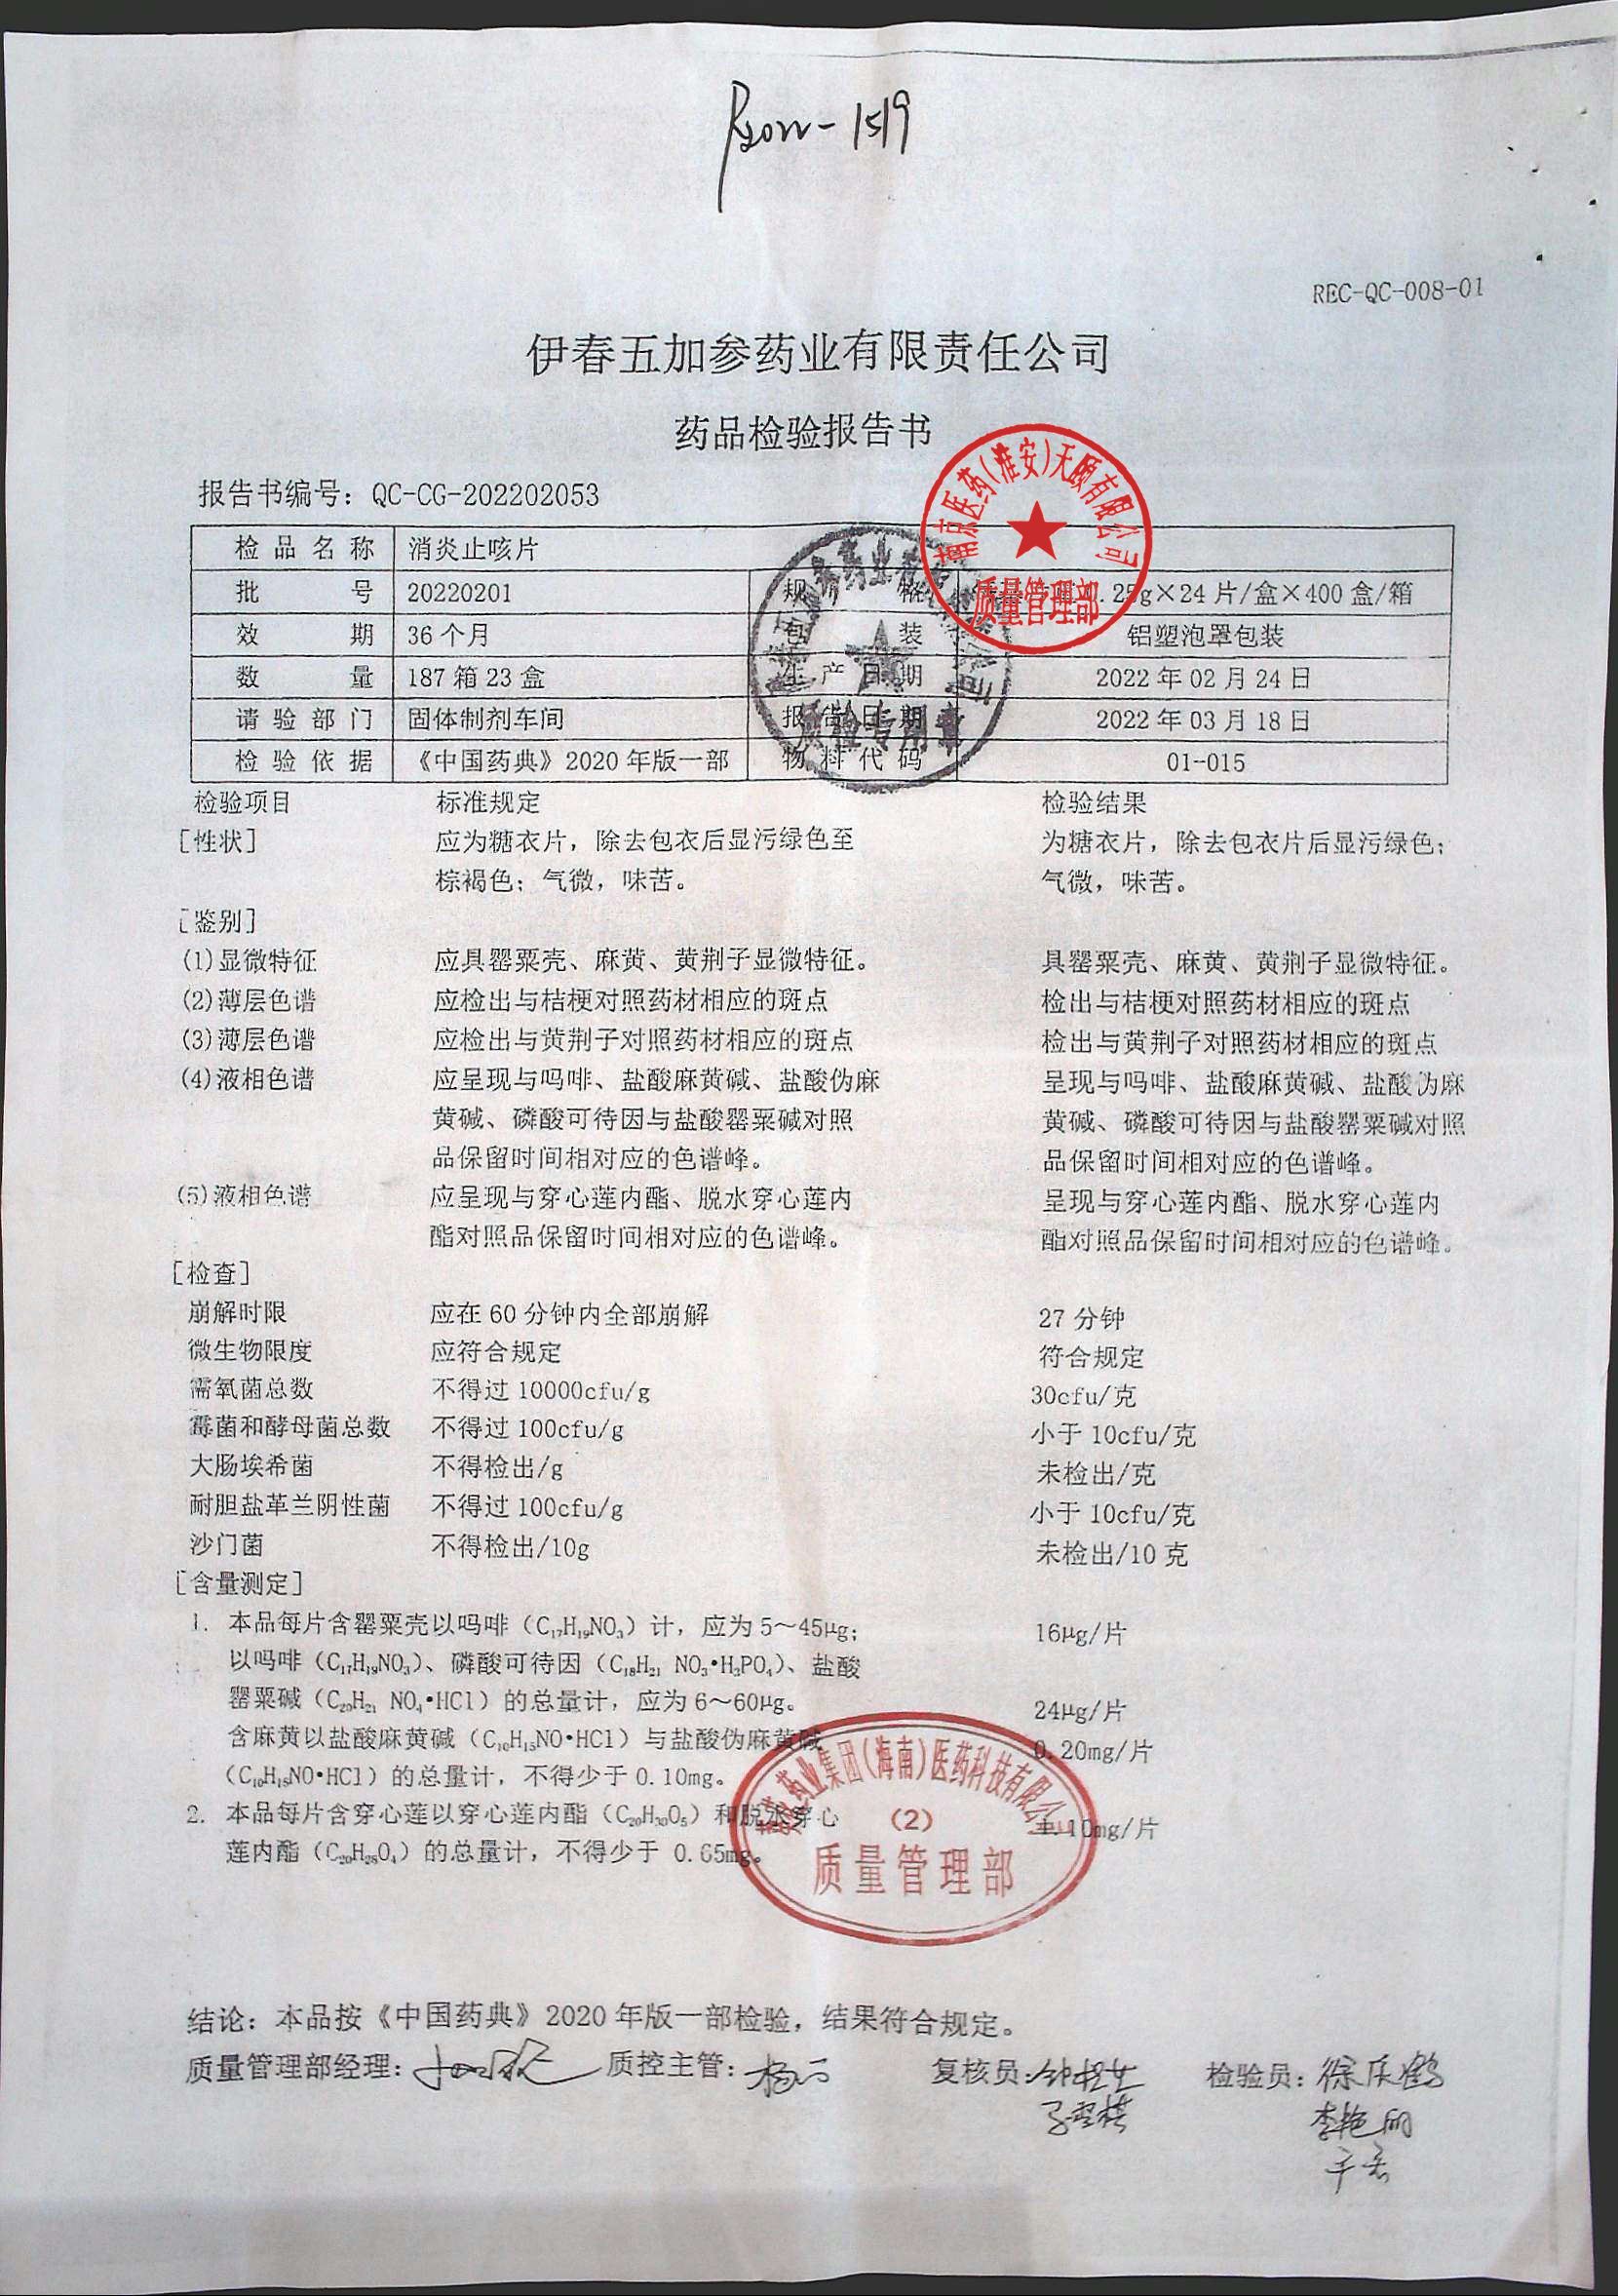 -1519
REC-QC-008-01
伊春五加参药业有限责任公司
药品检验报告书
报告书编号：QC-CG-202202053
检品名称 消炎止咳片
批号 20220201 规格 .25g×24片/盒×400盒/箱
效期 36个月 包装 铝塑泡罩包装
数量 187箱23盒 生产日期 2022年02月24日
请验部门 固体制剂车间 报告日期 2022年03月18日
检验依据 《中国药典》2020年版一部 物料代码 01-015
南京医药(淮安)天颐有限公司
质量管理部
质检专用章
检验项目 标准规定 检验结果
[性状] 应为糖衣片，除去包衣后显污绿色至 为糖衣片，除去包衣片后显污绿色；
棕褐色；气微，味苦。 气微，味苦。
[鉴别]
(1)显微特征 应具罂粟壳、麻黄、黄荆子显微特征。 具罂粟壳、麻黄、黄荆子显微特征。
(2)薄层色谱 应检出与桔梗对照药材相应的斑点 检出与桔梗对照药材相应的斑点
(3)薄层色谱 应检出与黄荆子对照药材相应的斑点 检出与黄荆子对照药材相应的斑点
(4)液相色谱 应呈现与吗啡、盐酸麻黄碱、盐酸伪麻 呈现与吗啡、盐酸麻黄碱、盐酸伪麻
黄碱、磷酸可待因与盐酸罂粟碱对照 黄碱、磷酸可待因与盐酸罂粟碱对照
品保留时间相对应的色谱峰。 品保留时间相对应的色谱峰。
(5)液相色谱 应呈现与穿心莲内酯、脱水穿心莲内 呈现与穿心莲内酯、脱水穿心莲内
酯对照品保留时间相对应的色谱峰。 酯对照品保留时间相对应的色谱峰。
[检查]
崩解时限 应在60分钟内全部崩解 27分钟
微生物限度 应符合规定 符合规定
需氧菌总数 不得过10000cfu/g 30cfu/克
霉菌和酵母菌总数 不得过100cfu/g 小于10cfu/克
大肠埃希菌 不得检出/g 未检出/克
耐胆盐革兰阴性菌 不得过100cfu/g 小于10cfu/克
沙门菌 不得检出/10g 未检出/10克
[含量测定]
1. 本品每片含罂粟壳以吗啡（C₁₇H₁₉NO₃）计，应为5～45μg； 16μg/片
以吗啡（C₁₇H₁₉NO₃）、磷酸可待因（C₁₈H₂₁ NO₃•H₃PO₄）、盐酸
罂粟碱（C₂₀H₂₁ NO₄•HCl）的总量计，应为6～60μg。 24μg/片
含麻黄以盐酸麻黄碱（C₁₀H₁₅NO•HCl）与盐酸伪麻黄碱 0.20mg/片
（C₁₀H₁₅NO•HCl）的总量计，不得少于0.10mg。
2. 本品每片含穿心莲以穿心莲内酯（C₂₀H₃₀O₅）和脱水穿心 1.10mg/片
莲内酯（C₂₀H₂₈O₄）的总量计，不得少于 0.65mg。
药业集团(海南)医药科技有限公司
(2)
质量管理部
结论：本品按《中国药典》2020年版一部检验，结果符合规定。
质量管理部经理： 质控主管： 复核员： 检验员：徐庆鹤
李艳丽